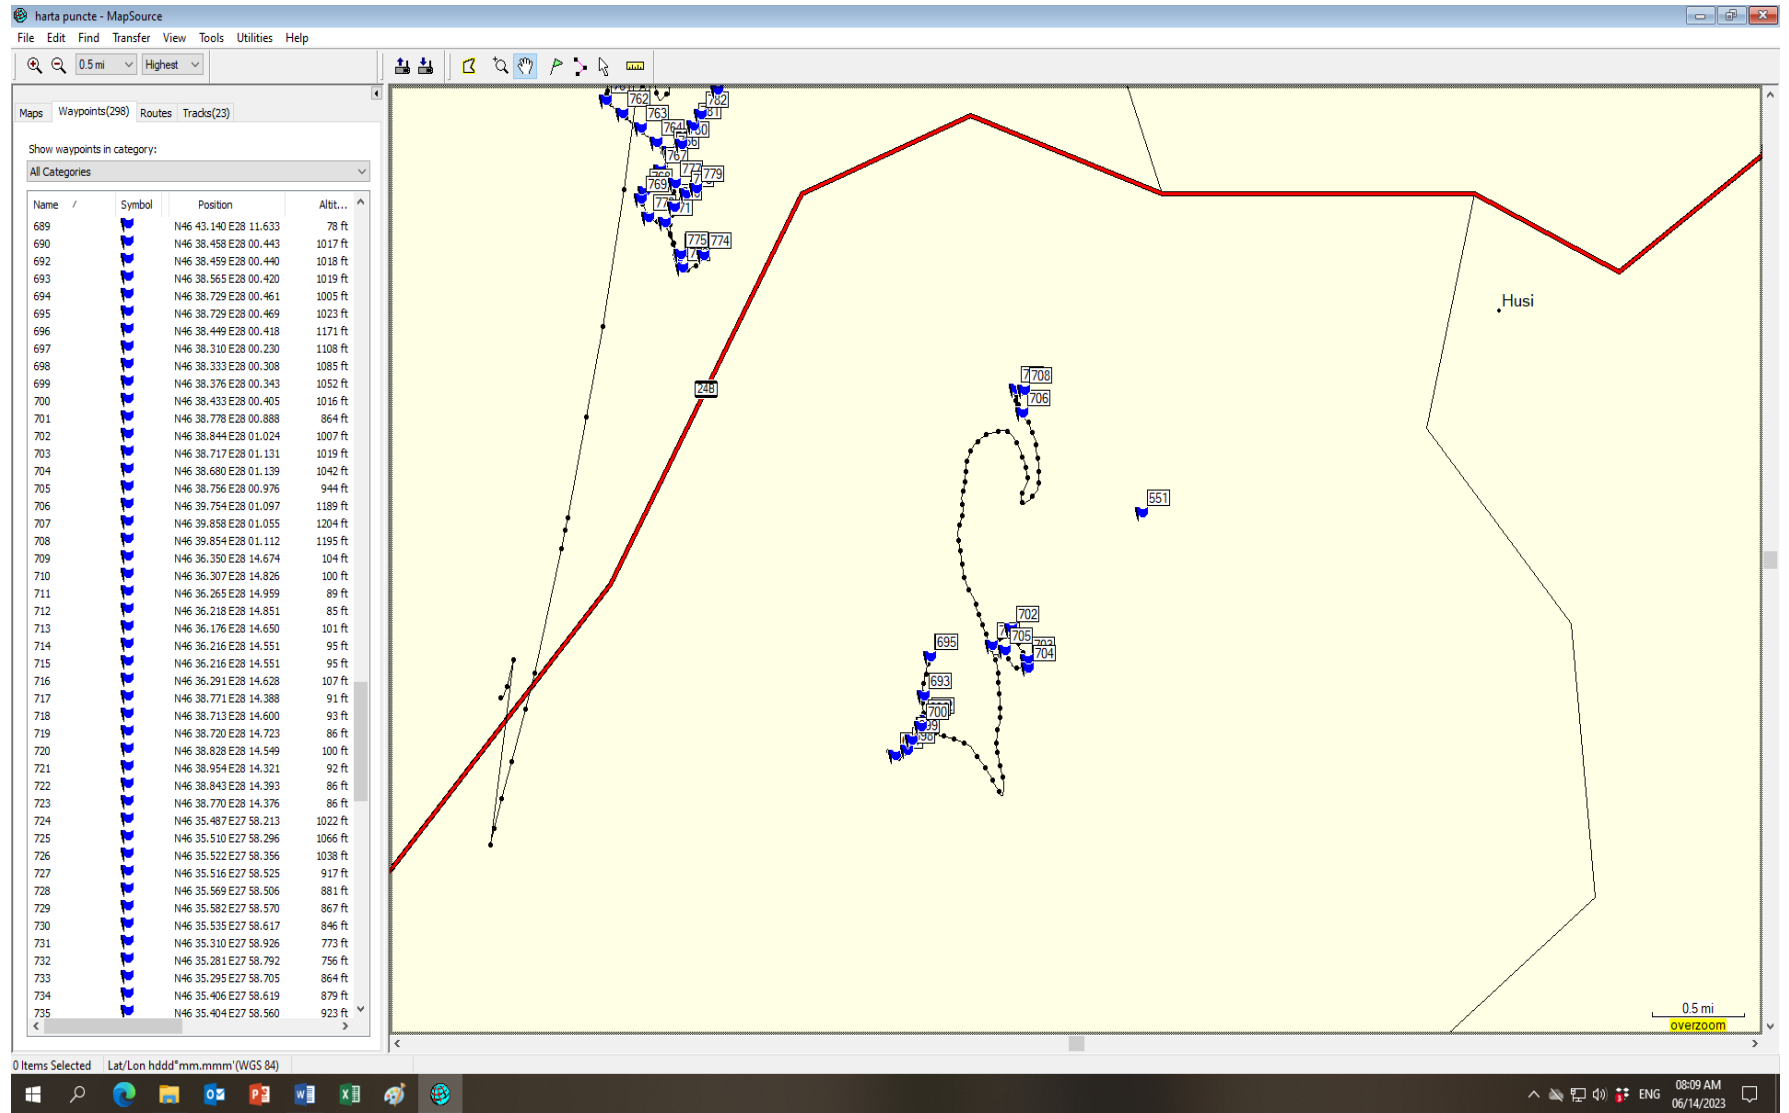 harta puncte - MapSource
File Edit Find Transfer View Tools Utilities Help
0.5 mi Highest
Maps Waypoints(298) Routes Tracks(23)
Show waypoints in category:
All Categories
Name / Symbol Position Altit...
689 N46 43.140 E28 11.633 78 ft
690 N46 38.458 E28 00.443 1017 ft
692 N46 38.459 E28 00.440 1018 ft
693 N46 38.565 E28 00.420 1019 ft
694 N46 38.729 E28 00.461 1005 ft
695 N46 38.729 E28 00.469 1023 ft
696 N46 38.449 E28 00.418 1171 ft
697 N46 38.310 E28 00.230 1108 ft
698 N46 38.333 E28 00.308 1085 ft
699 N46 38.376 E28 00.343 1052 ft
700 N46 38.433 E28 00.405 1016 ft
701 N46 38.778 E28 00.888 864 ft
702 N46 38.844 E28 01.024 1007 ft
703 N46 38.717 E28 01.131 1019 ft
704 N46 38.680 E28 01.139 1042 ft
705 N46 38.756 E28 00.976 944 ft
706 N46 39.754 E28 01.097 1189 ft
707 N46 39.858 E28 01.055 1204 ft
708 N46 39.854 E28 01.112 1195 ft
709 N46 36.350 E28 14.674 104 ft
710 N46 36.307 E28 14.826 100 ft
711 N46 36.265 E28 14.959 89 ft
712 N46 36.218 E28 14.851 85 ft
713 N46 36.176 E28 14.650 101 ft
714 N46 36.216 E28 14.551 95 ft
715 N46 36.216 E28 14.551 95 ft
716 N46 36.291 E28 14.628 107 ft
717 N46 38.771 E28 14.388 91 ft
718 N46 38.713 E28 14.600 93 ft
719 N46 38.720 E28 14.723 86 ft
720 N46 38.828 E28 14.549 100 ft
721 N46 38.954 E28 14.321 92 ft
722 N46 38.843 E28 14.393 86 ft
723 N46 38.770 E28 14.376 86 ft
724 N46 35.487 E27 58.213 1022 ft
725 N46 35.510 E27 58.296 1066 ft
726 N46 35.522 E27 58.356 1038 ft
727 N46 35.516 E27 58.525 917 ft
728 N46 35.569 E27 58.506 881 ft
729 N46 35.582 E27 58.570 867 ft
730 N46 35.535 E27 58.617 846 ft
731 N46 35.310 E27 58.926 773 ft
732 N46 35.281 E27 58.792 756 ft
733 N46 35.295 E27 58.705 864 ft
734 N46 35.406 E27 58.619 879 ft
735 N46 35.404 E27 58.560 923 ft
762
782
763
764
767
779
769
775 774
24B
Husi
708
706
551
702
705
704
695
693
700
0.5 mi
overzoom
0 Items Selected Lat/Lon hddd°mm.mmm'(WGS 84)
ENG
08:09 AM
06/14/2023